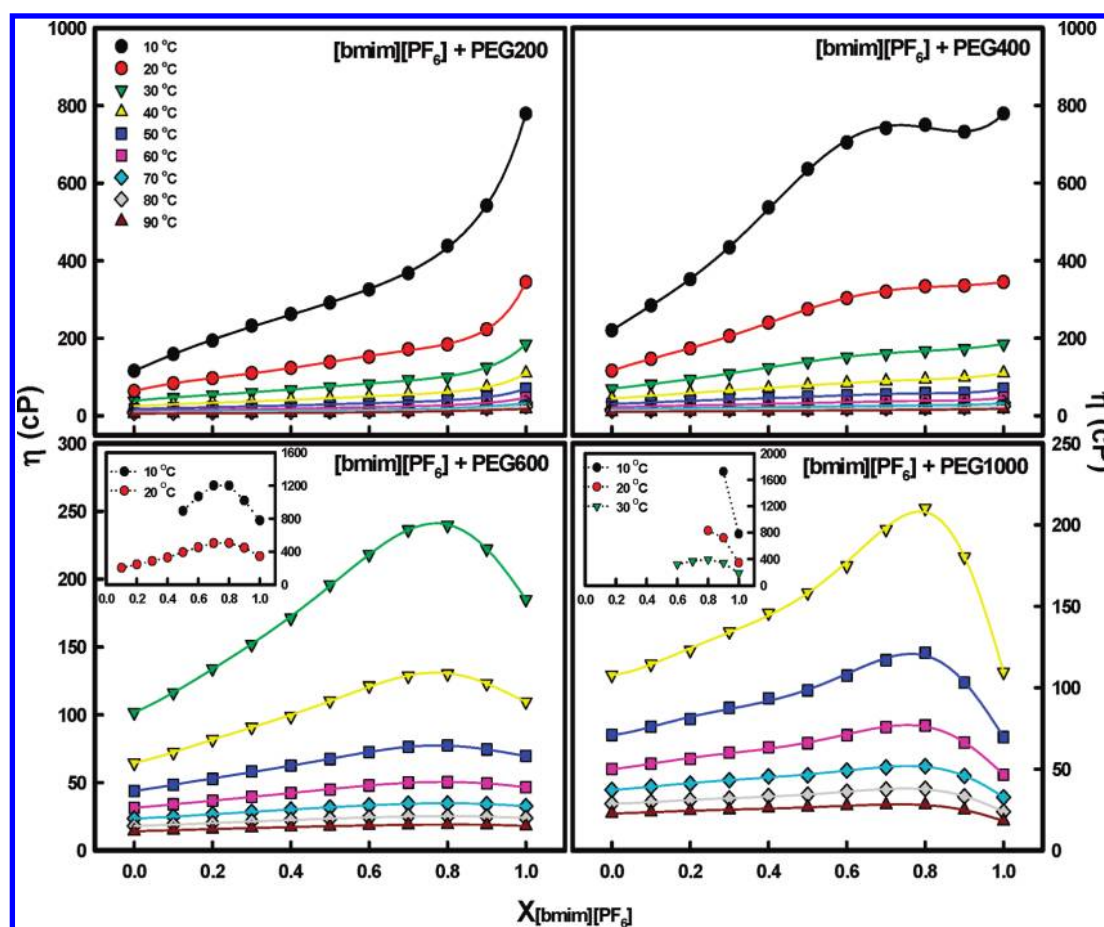 1000
800
600
400
200
0
10 °C
20 °C
30 °C
40 °C
50 °C
60 °C
70 °C
80 °C
90 °C
[bmim][PF6] + PEG200
[bmim][PF6] + PEG400
1000
800
600
400
200
0
η (cP)
η (cP)
300
250
200
150
100
50
0
10 °C
20 °C
1600
1200
800
400
0
0.0 0.2 0.4 0.6 0.8 1.0
[bmim][PF6] + PEG600
2000
1600
1200
800
400
0
10 °C
20 °C
30 °C
0.2 0.4 0.6 0.8 1.0
[bmim][PF6] + PEG1000
250
200
150
100
50
0
0.0 0.2 0.4 0.6 0.8 1.0
0.0 0.2 0.4 0.6 0.8 1.0
X[bmim][PF6]